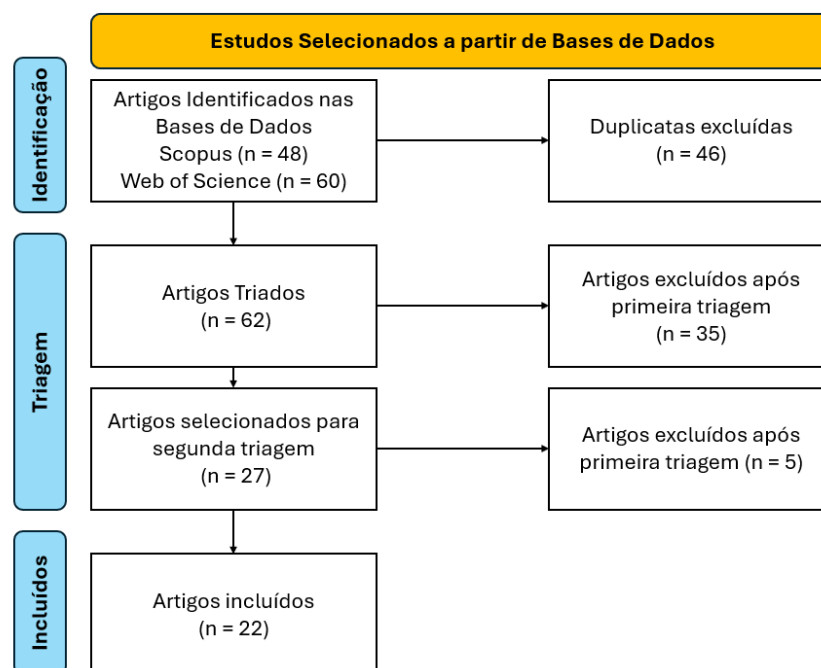 Estudos Selecionados a partir de Bases de Dados
Identificação
Artigos Identificados nas
Bases de Dados
Scopus (n = 48)
Web of Science (n = 60)
Duplicatas excluídas
(n = 46)
Triagem
Artigos Triados
(n = 62)
Artigos excluídos após
primeira triagem
(n = 35)
Artigos selecionados para
segunda triagem
(n = 27)
Artigos excluídos após
primeira triagem (n = 5)
Incluídos
Artigos incluídos
(n = 22)